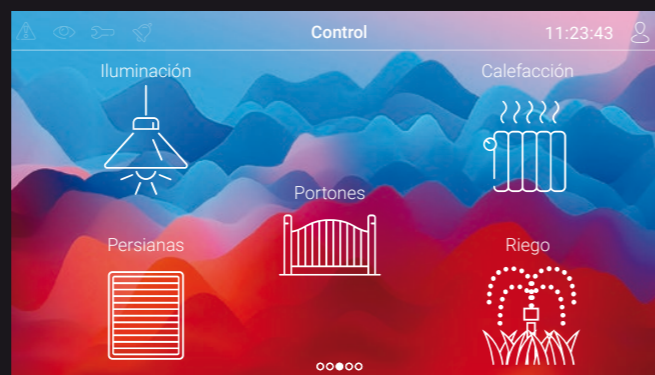 Control
11:23:43
Iluminación
Calefacción
Portones
Persianas
Riego